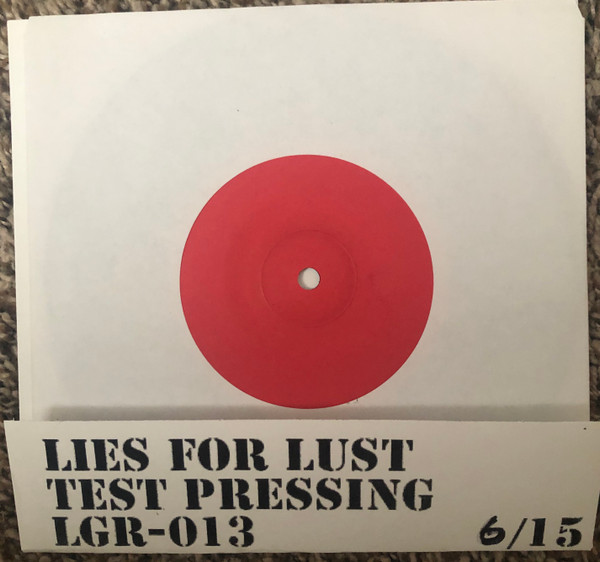 LIES FOR LUST
TEST PRESSING
LGR-013 6/15